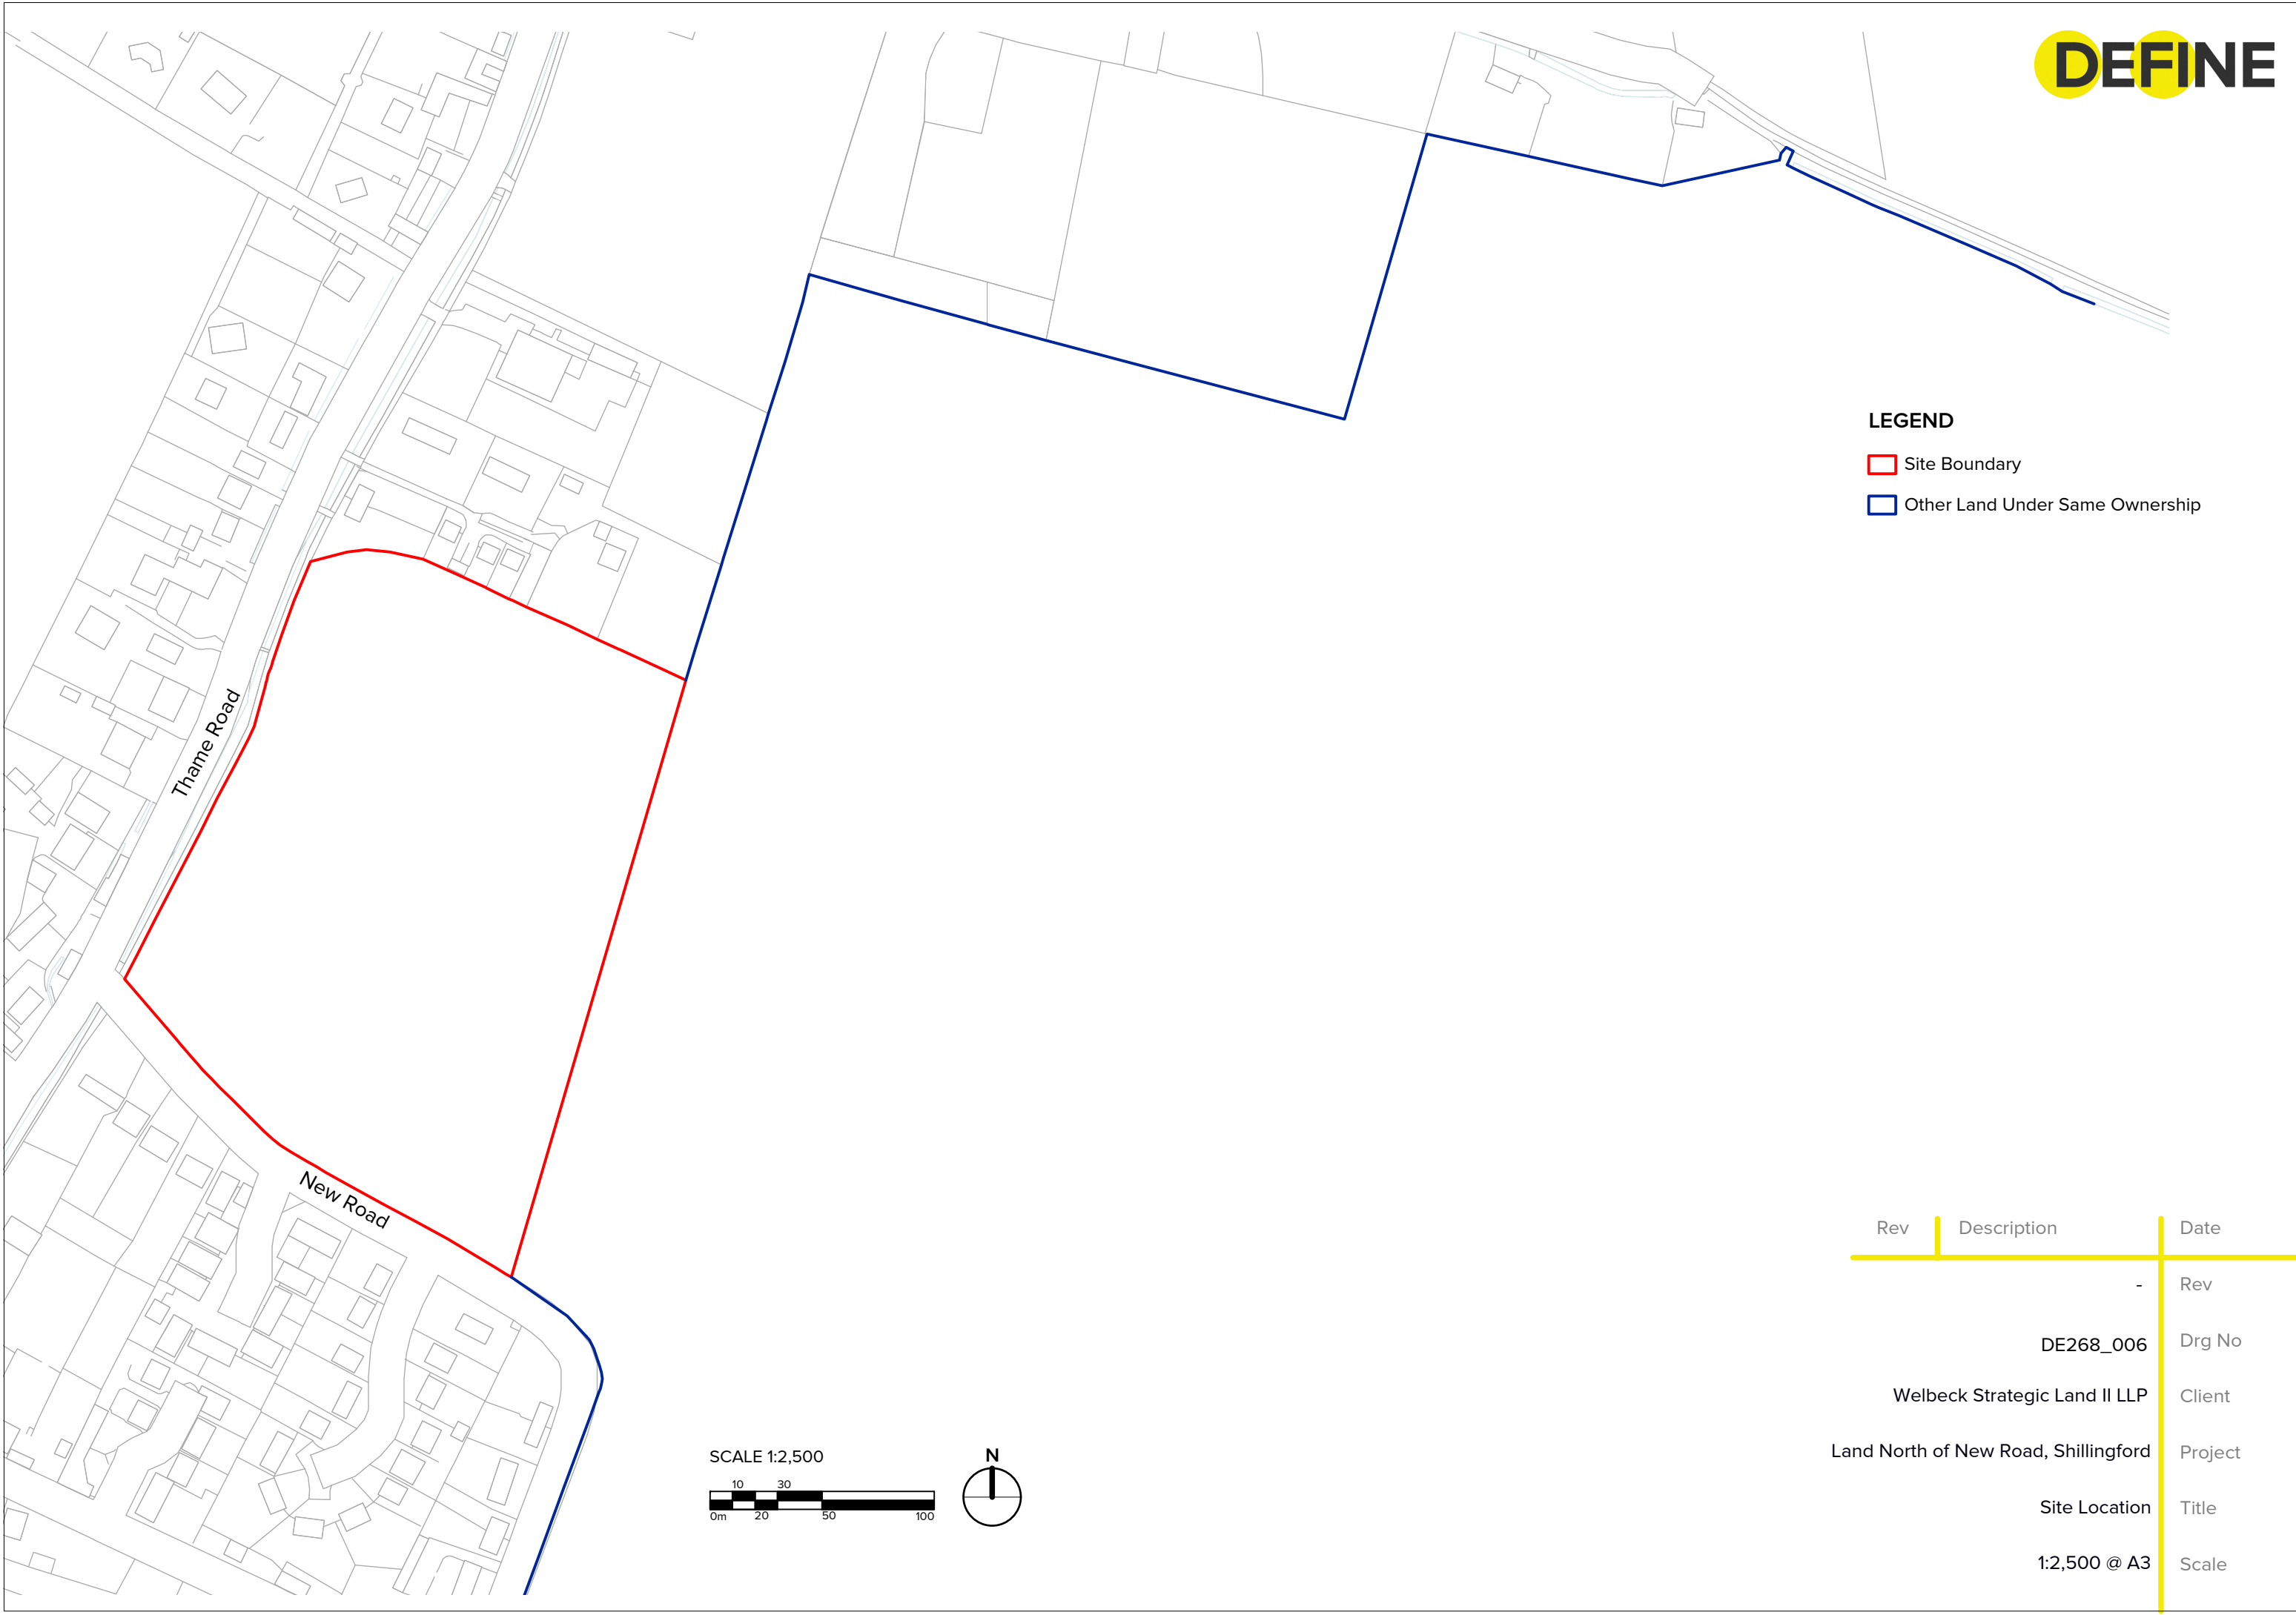 DEFINE
LEGEND
Site Boundary
Other Land Under Same Ownership
Thame Road
New Road
SCALE 1:2,500
10 30
0m 20 50 100
N
Rev Description Date
- Rev
DE268_006 Drg No
Welbeck Strategic Land II LLP Client
Land North of New Road, Shillingford Project
Site Location Title
1:2,500 @ A3 Scale